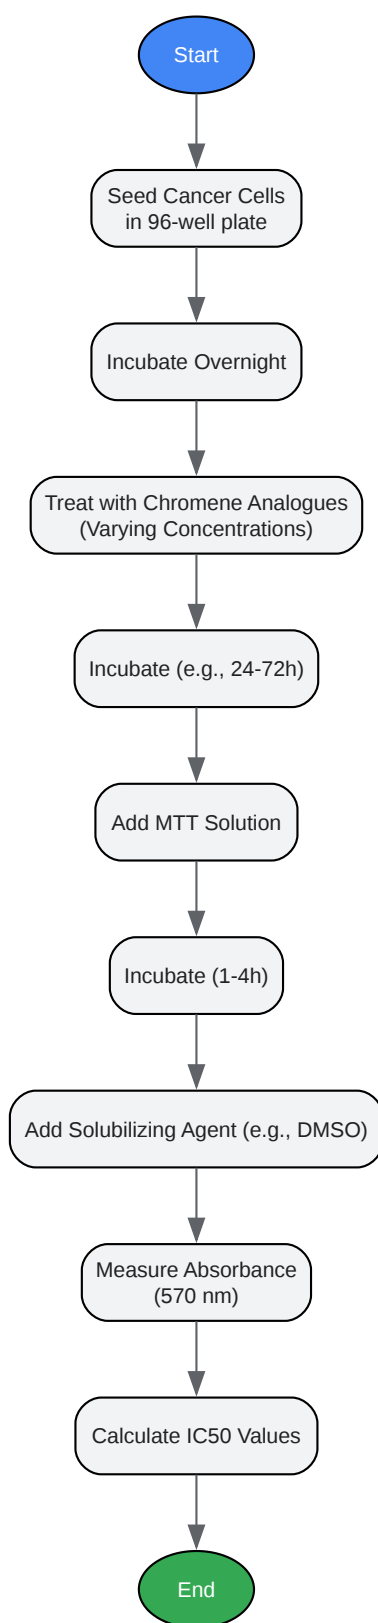 Start
Seed Cancer Cells
in 96-well plate
Incubate Overnight
Treat with Chromene Analogues
(Varying Concentrations)
Incubate (e.g., 24-72h)
Add MTT Solution
Incubate (1-4h)
Add Solubilizing Agent (e.g., DMSO)
Measure Absorbance
(570 nm)
Calculate IC50 Values
End